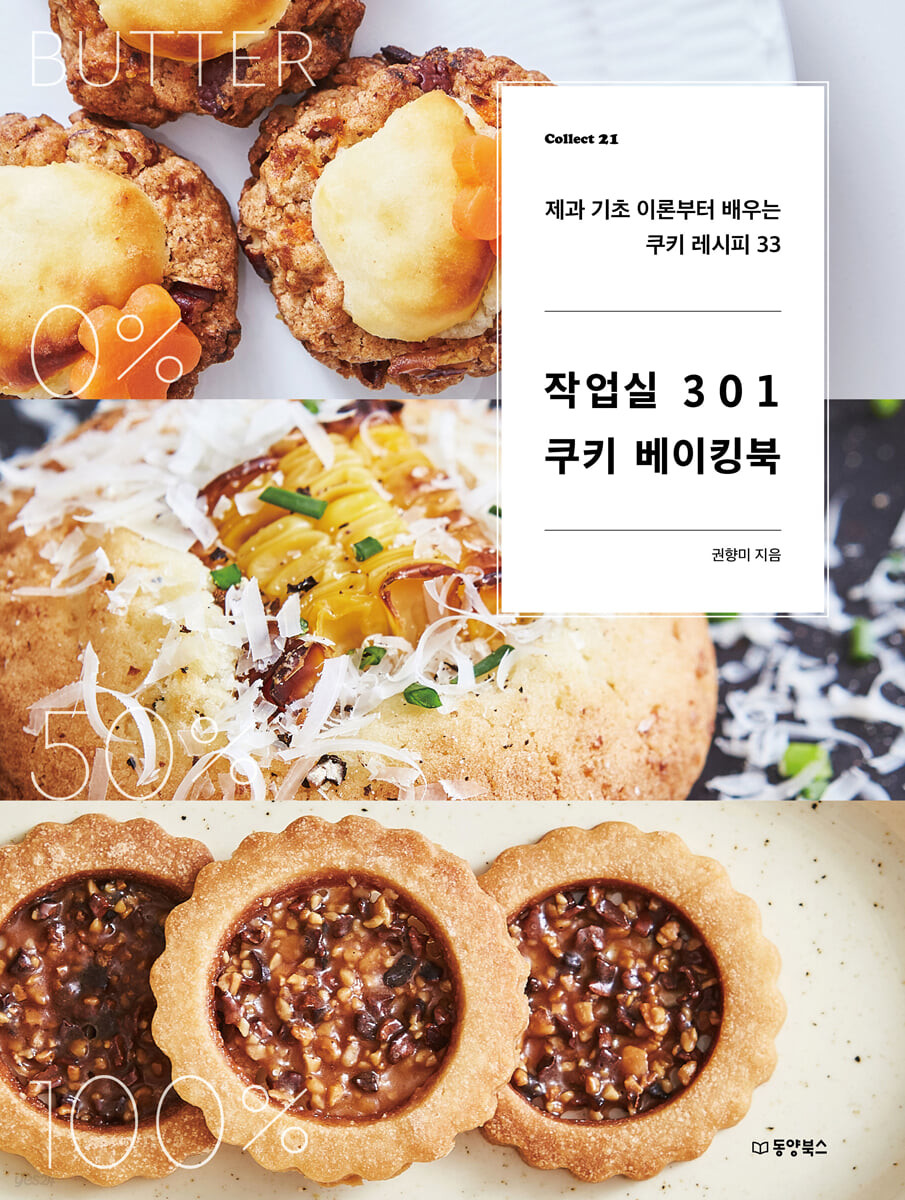 BUTTER
Collect 21
제과 기초 이론부터 배우는
쿠키 레시피 33
작업실 301
쿠키 베이킹북
권향미 지음
0%
50%
100%
동양북스
yes24